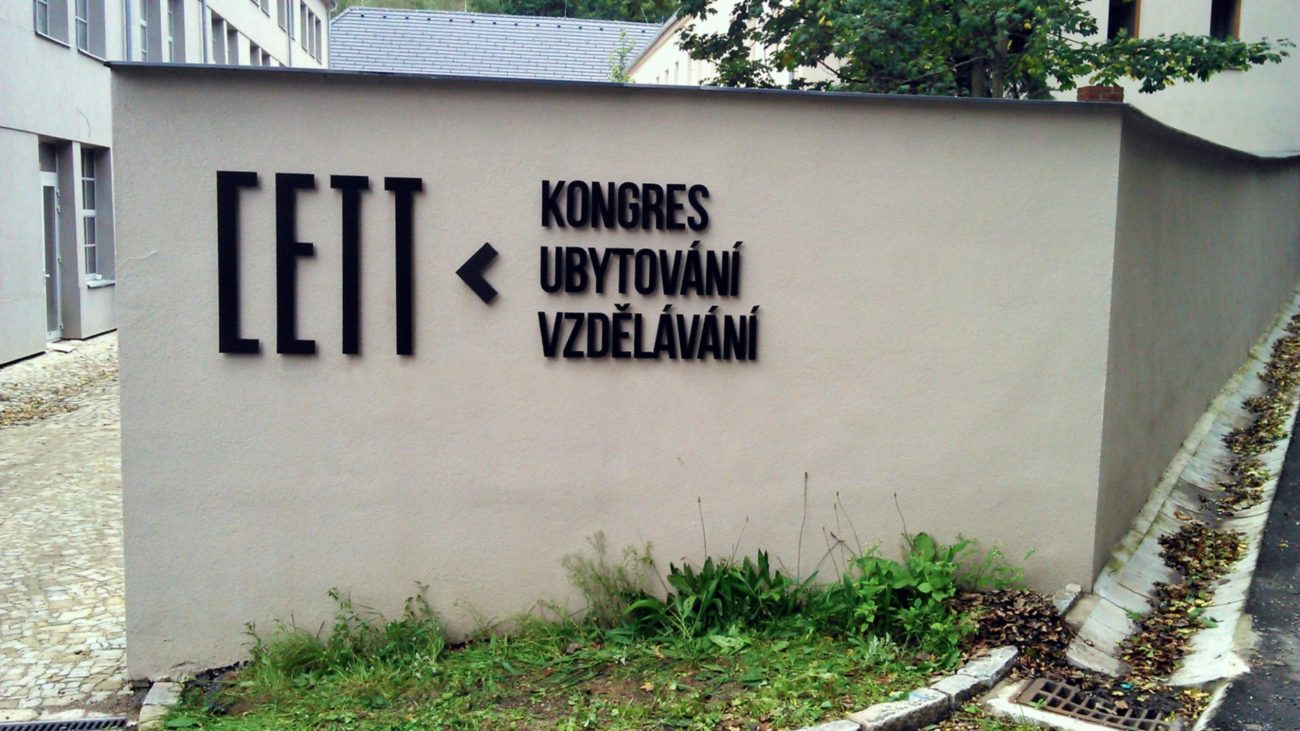 CETT <
KONGRES
UBYTOVÁNÍ
VZDĚLÁVÁNÍ